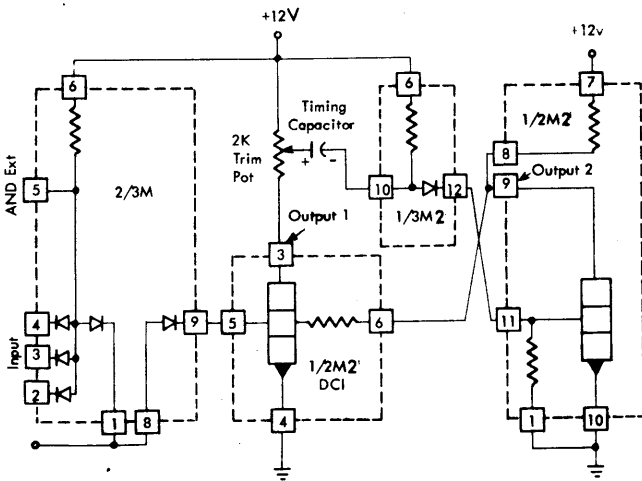 +12V
+12v
6
6
7
Timing
Capacitor
2K
Trim
Pot
+
-
1/2M2'
8
AND Ext
5
2/3M
10
12
9
Output 2
1/3M2
Output 1
3
4
9
5
6
11
Input
3
1/2M2'
DCI
2
1
8
4
1
10